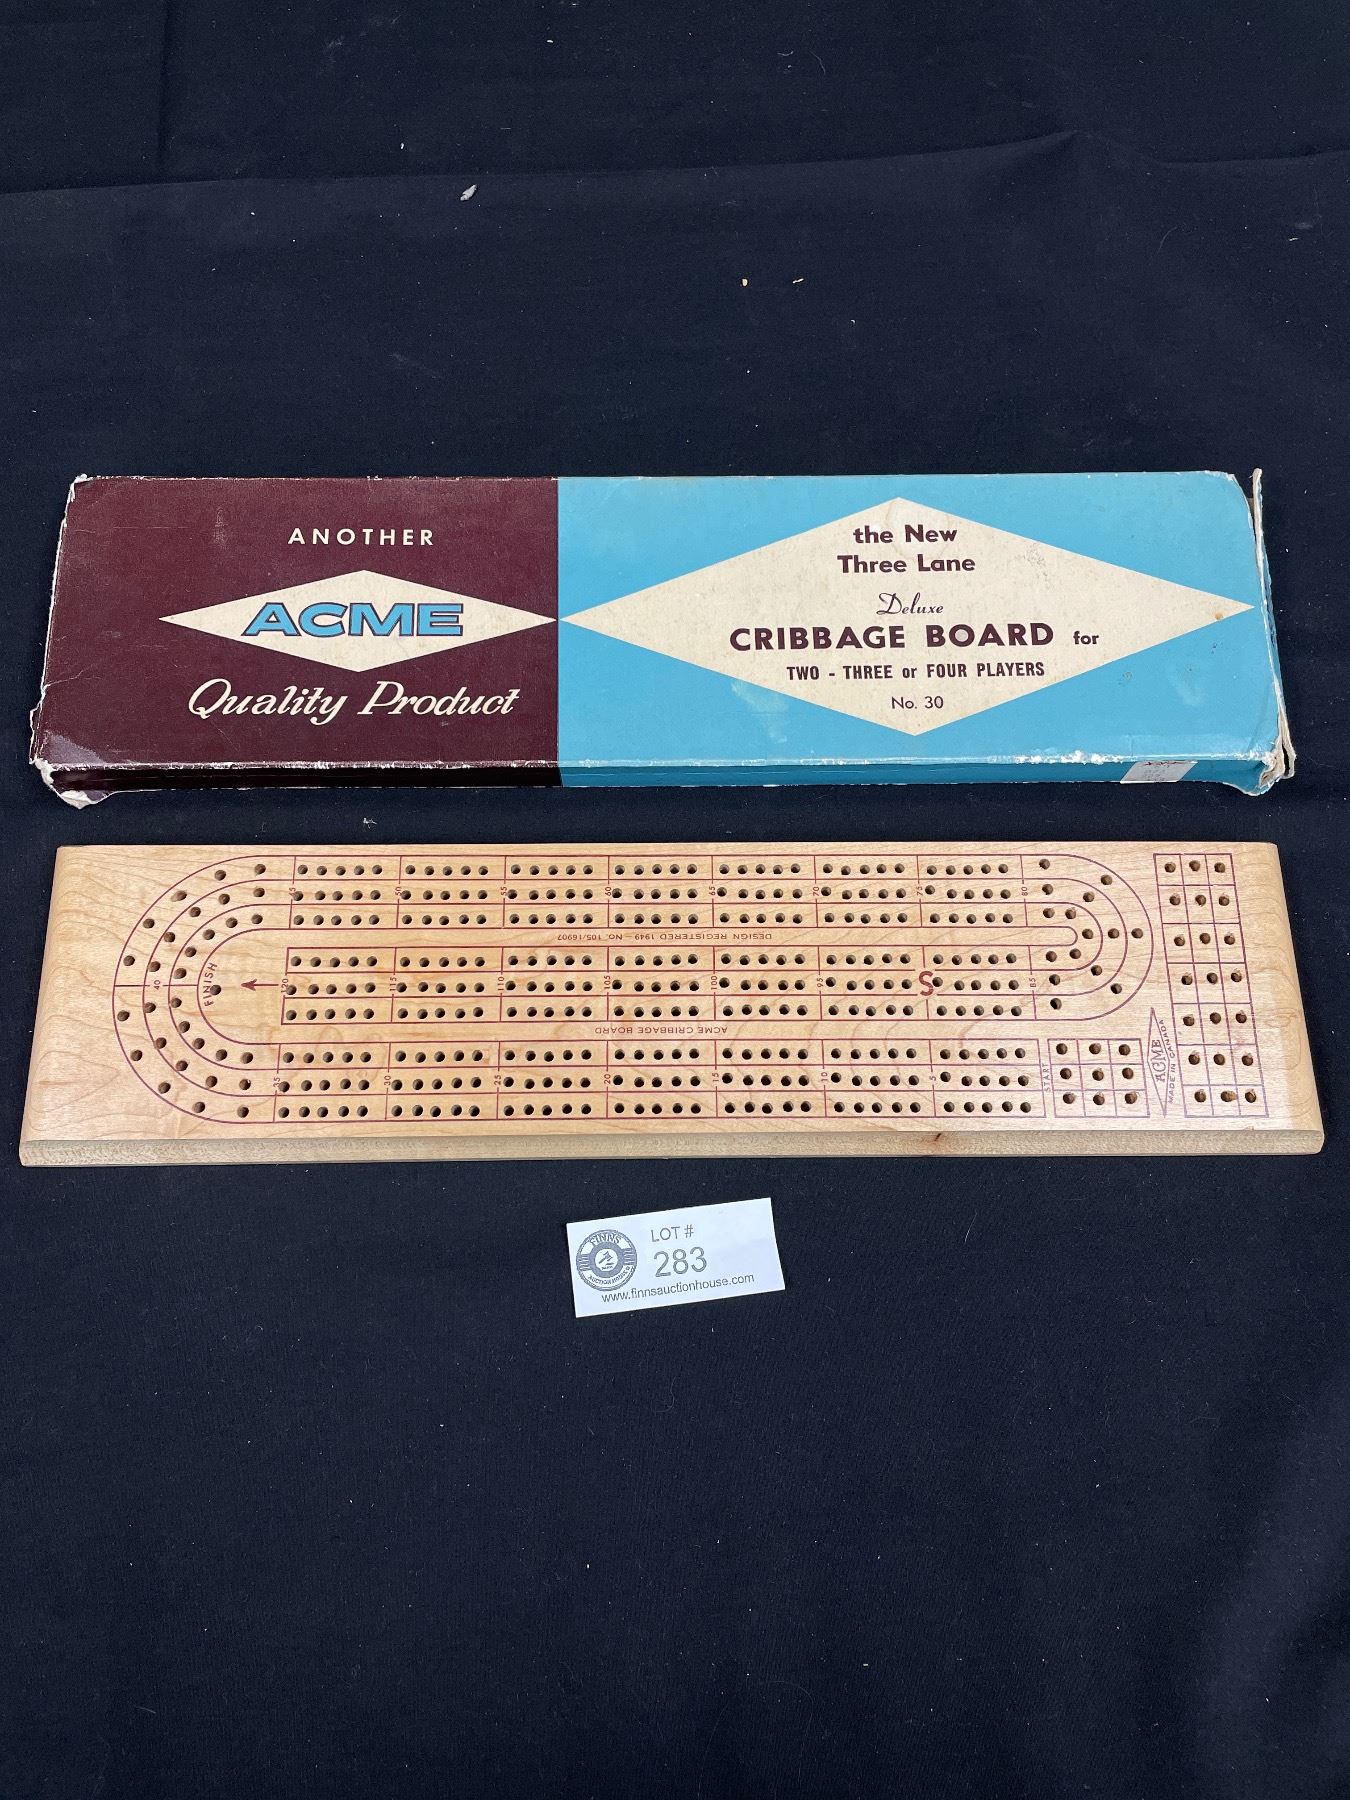 ANOTHER
ACME
Quality Product
the New
Three Lane
Deluxe
CRIBBAGE BOARD for
TWO - THREE or FOUR PLAYERS
No. 30
45 50 55 60 65 70 75 80
DESIGN REGISTERED 1949 - No. 105/16907
40
FINISH
120 115 110 105 100 95 S 85
ACME CRIBBAGE BOARD
35 30 25 20 15 10 5
START
ACME
MADE IN CANADA
FINNS
AUCTION HOUSE
LOT #
283
www.finnsauctionhouse.com